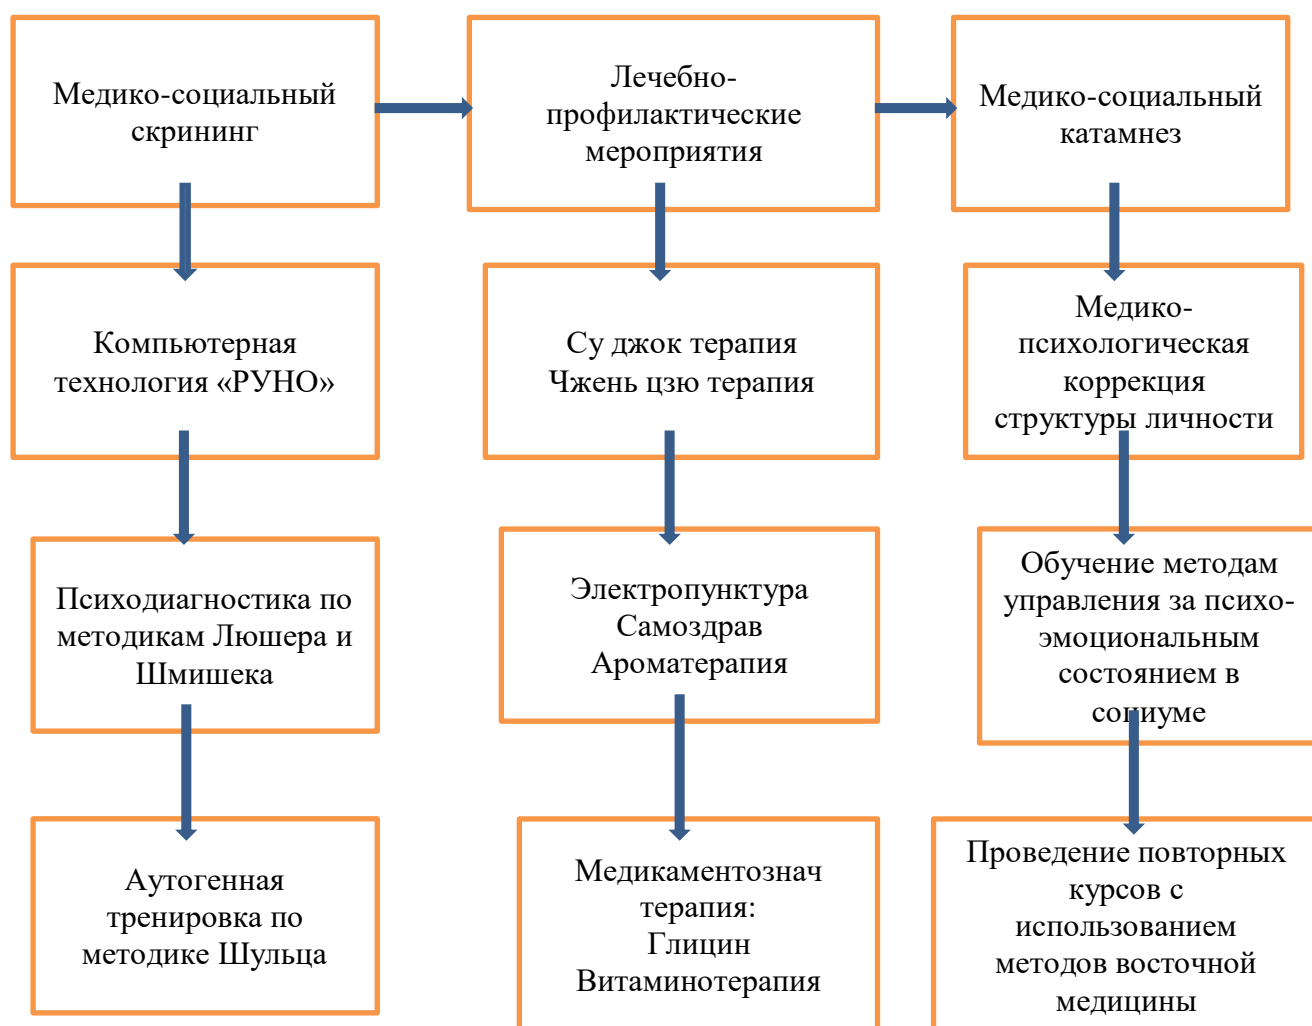 Медико-социальный
скрининг
Лечебно-
профилактические
мероприятия
Медико-социальный
катамнез
Компьютерная
технология «РУНО»
Су джок терапия
Чжень цзю терапия
Медико-
психологическая
коррекция
структуры личности
Психодиагностика по
методикам Люшера и
Шмишека
Электропунктура
Самоздрав
Ароматерапия
Обучение методам
управления за психо-
эмоциональным
состоянием в
социуме
Аутогенная
тренировка по
методике Шульца
Медикаментознач
терапия:
Глицин
Витаминотерапия
Проведение повторных
курсов с
использованием
методов восточной
медицины